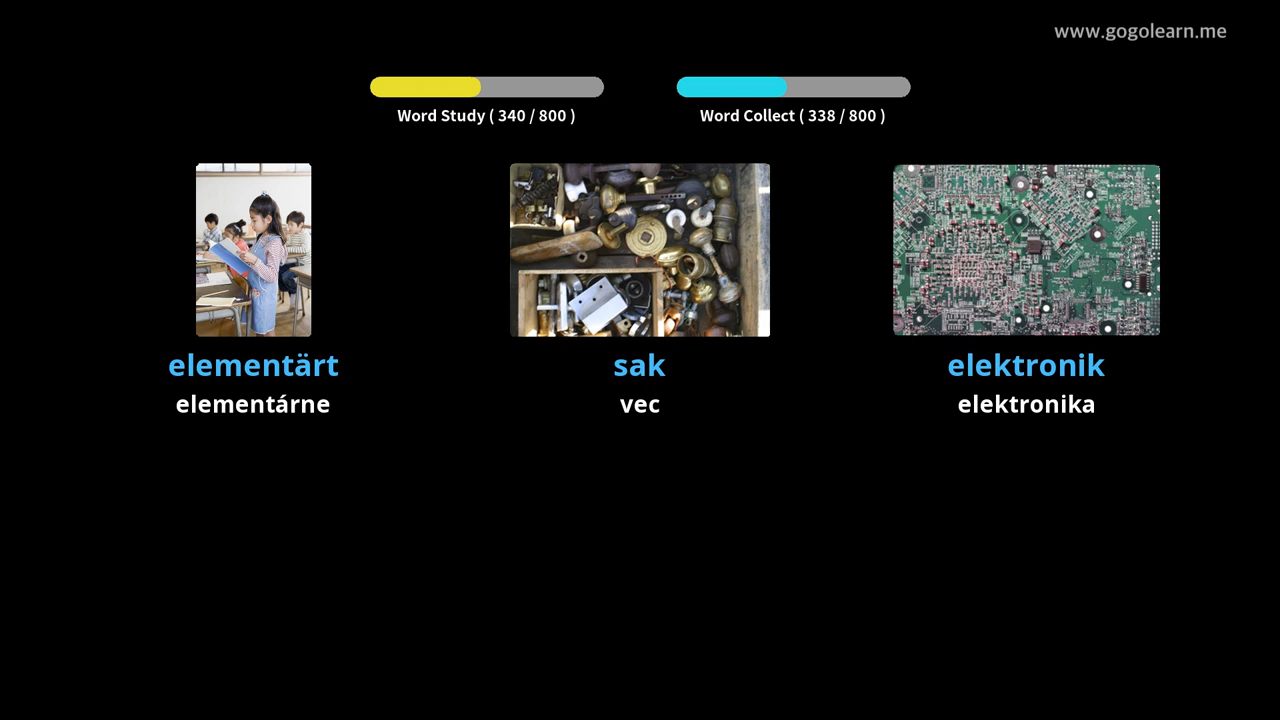 www.gogolearn.me
Word Study ( 340 / 800 )
Word Collect ( 338 / 800 )
elementärt
elementárne
sak
vec
elektronik
elektronika